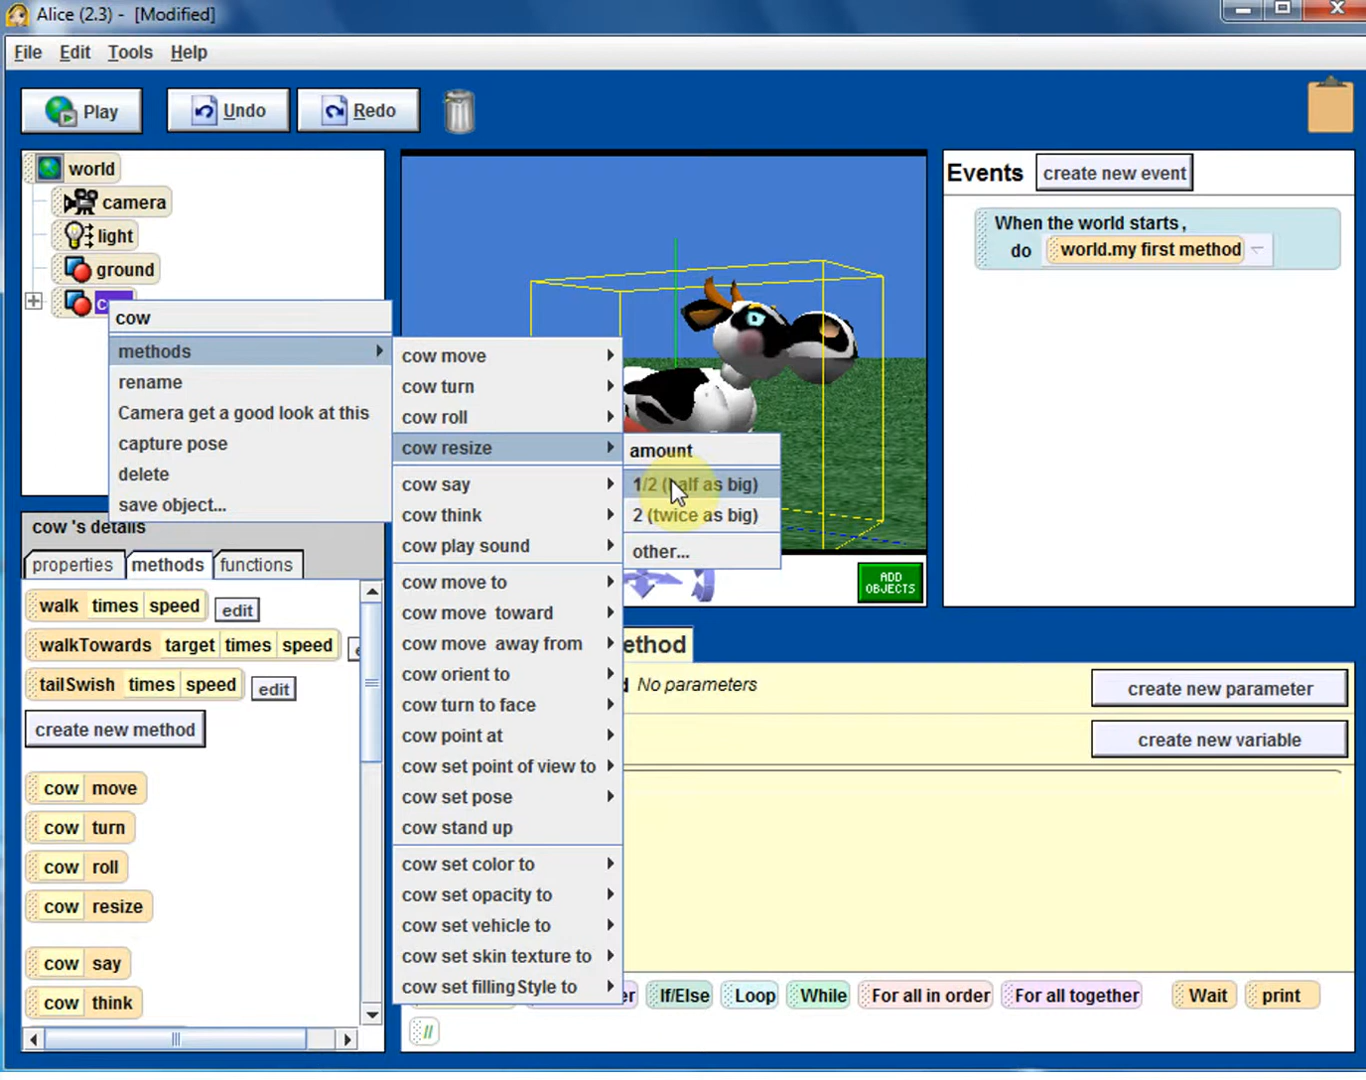 Alice (2.3) - [Modified]
File Edit Tools Help
Play Undo Redo
world
camera
light
ground
cow
methods
rename
Camera get a good look at this
capture pose
delete
save object...
cow move
cow turn
cow roll
cow resize
cow say
cow think
cow play sound
cow move to
cow move toward
cow move away from
cow orient to
cow turn to face
cow point at
cow set point of view to
cow set pose
cow stand up
cow set color to
cow set opacity to
cow set vehicle to
cow set skin texture to
cow set fillingStyle to
amount
1/2 (half as big)
2 (twice as big)
other...
ADD
OBJECTS
Events create new event
When the world starts,
do world.my first method
cow 's details
properties methods functions
walk times speed edit
walkTowards target times speed
tailSwish times speed edit
create new method
cow move
cow turn
cow roll
cow resize
cow say
cow think
No parameters
create new parameter
create new variable
If/Else Loop While For all in order For all together Wait print
//